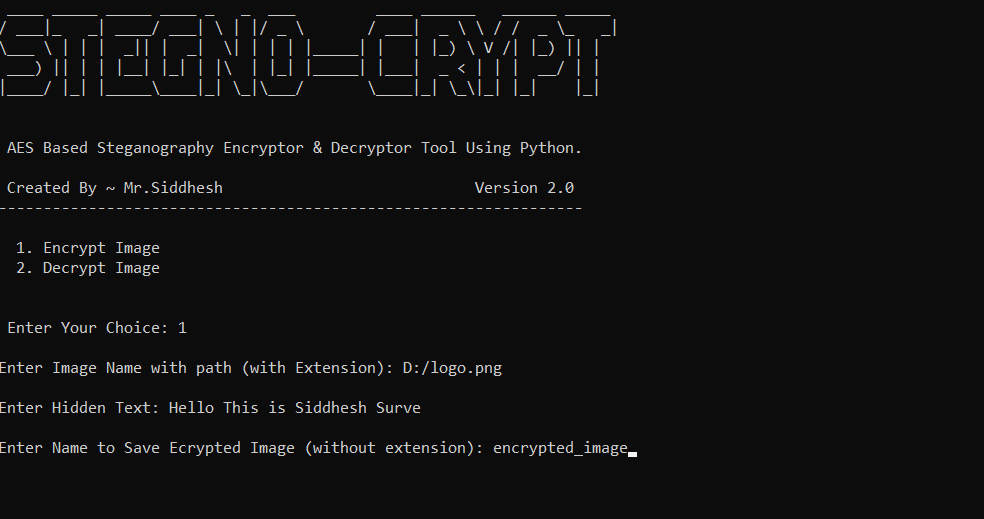 STEGNO-CRYPT
AES Based Steganography Encryptor & Decryptor Tool Using Python.
Created By ~ Mr.Siddhesh Version 2.0
----------------------------------------------------------------
1. Encrypt Image
2. Decrypt Image
Enter Your Choice: 1
Enter Image Name with path (with Extension): D:/logo.png
Enter Hidden Text: Hello This is Siddhesh Surve
Enter Name to Save Ecrypted Image (without extension): encrypted_image